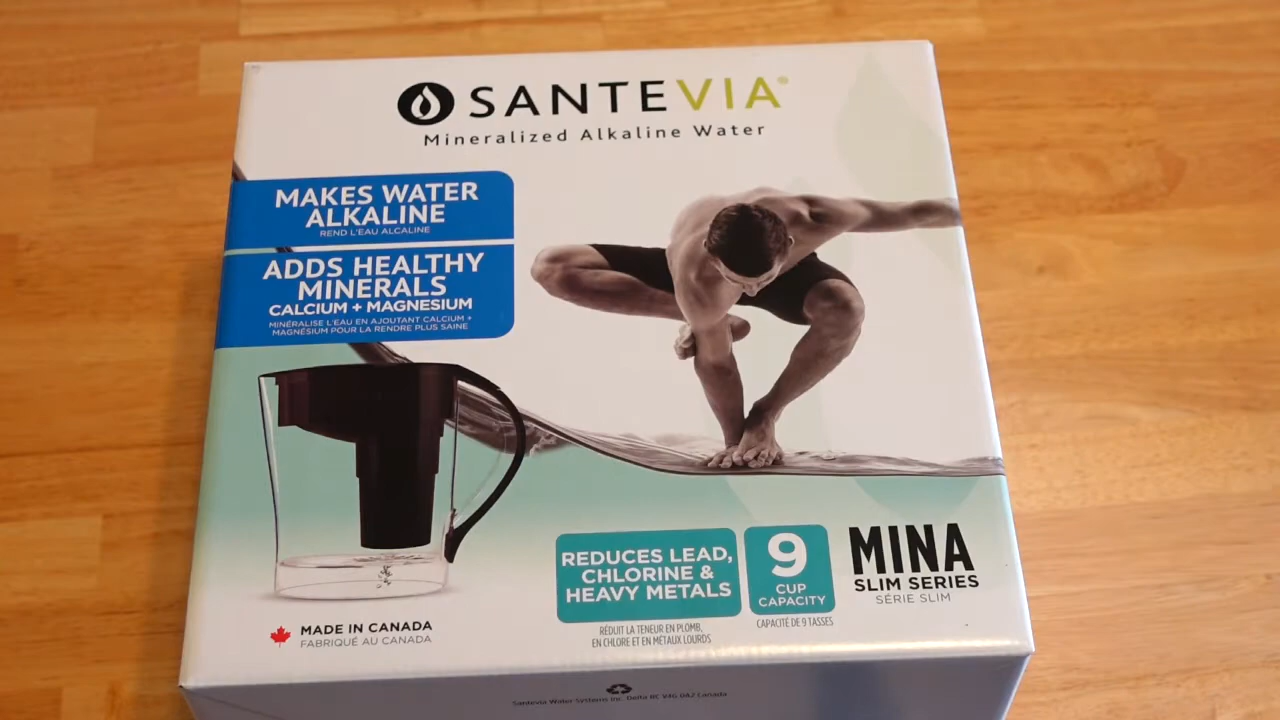 SANTEVIA®
Mineralized Alkaline Water
MAKES WATER
ALKALINE
REND L'EAU ALCALINE
ADDS HEALTHY
MINERALS
CALCIUM + MAGNESIUM
MINÉRALISE L'EAU EN AJOUTANT CALCIUM +
MAGNÉSIUM POUR LA RENDRE PLUS SAINE
REDUCES LEAD,
CHLORINE &
HEAVY METALS
RÉDUIT LA TENEUR EN PLOMB,
EN CHLORE ET EN MÉTAUX LOURDS
9
CUP
CAPACITY
CAPACITÉ DE 9 TASSES
MINA
SLIM SERIES
SÉRIE SLIM
MADE IN CANADA
FABRIQUÉ AU CANADA
Santevia Water Systems Inc. Delta BC V4G 0A2 Canada